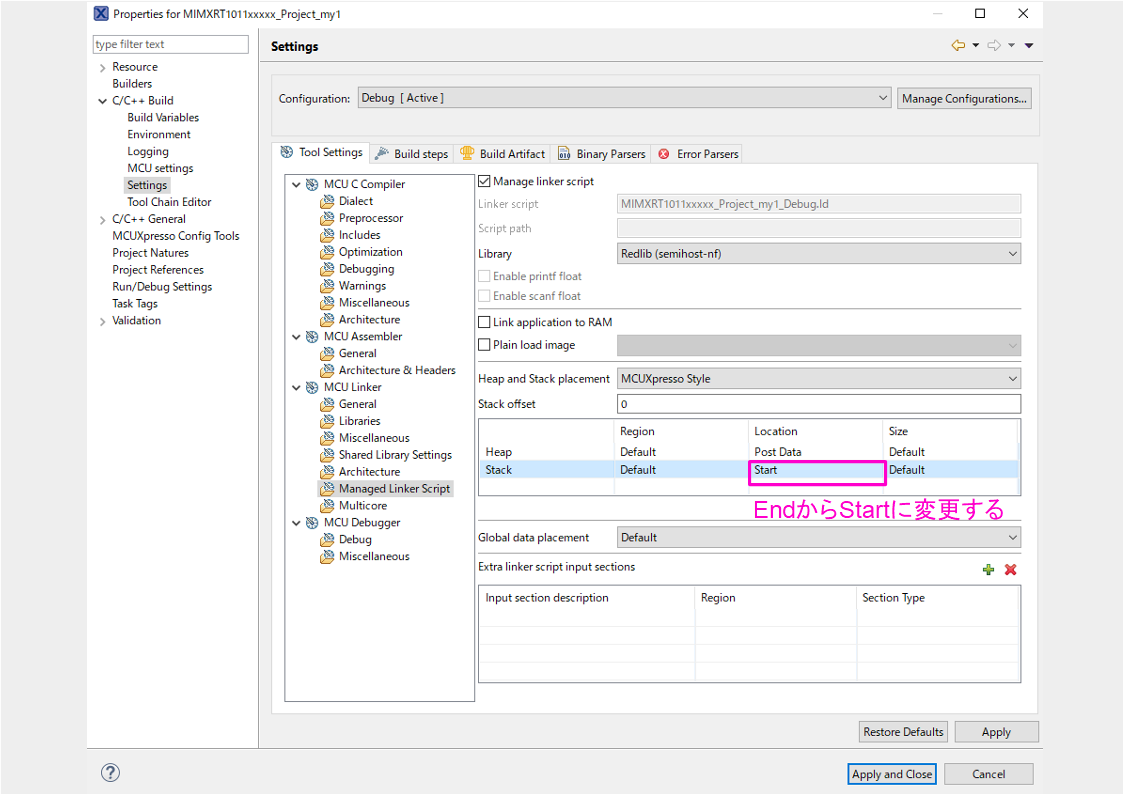 Properties for MIMXRT1011xxxxx_Project_my1
type filter text
Resource
Builders
C/C++ Build
Build Variables
Environment
Logging
MCU settings
Settings
Tool Chain Editor
C/C++ General
MCUXpresso Config Tools
Project Natures
Project References
Run/Debug Settings
Task Tags
Validation
Settings
Configuration:
Debug [ Active ]
Manage Configurations...
Tool Settings
Build steps
Build Artifact
Binary Parsers
Error Parsers
MCU C Compiler
Dialect
Preprocessor
Includes
Optimization
Debugging
Warnings
Miscellaneous
Architecture
MCU Assembler
General
Architecture & Headers
MCU Linker
General
Libraries
Miscellaneous
Shared Library Settings
Architecture
Managed Linker Script
Multicore
MCU Debugger
Debug
Miscellaneous
Manage linker script
Linker script MIMXRT1011xxxxx_Project_my1_Debug.ld
Script path
Library Redlib (semihost-nf)
Enable printf float
Enable scanf float
Link application to RAM
Plain load image
Heap and Stack placement MCUXpresso Style
Stack offset 0
Region Location Size
Heap Default Post Data Default
Stack Default Start Default
EndからStartに変更する
Global data placement Default
Extra linker script input sections
Input section description Region Section Type
Restore Defaults
Apply
?
Apply and Close
Cancel